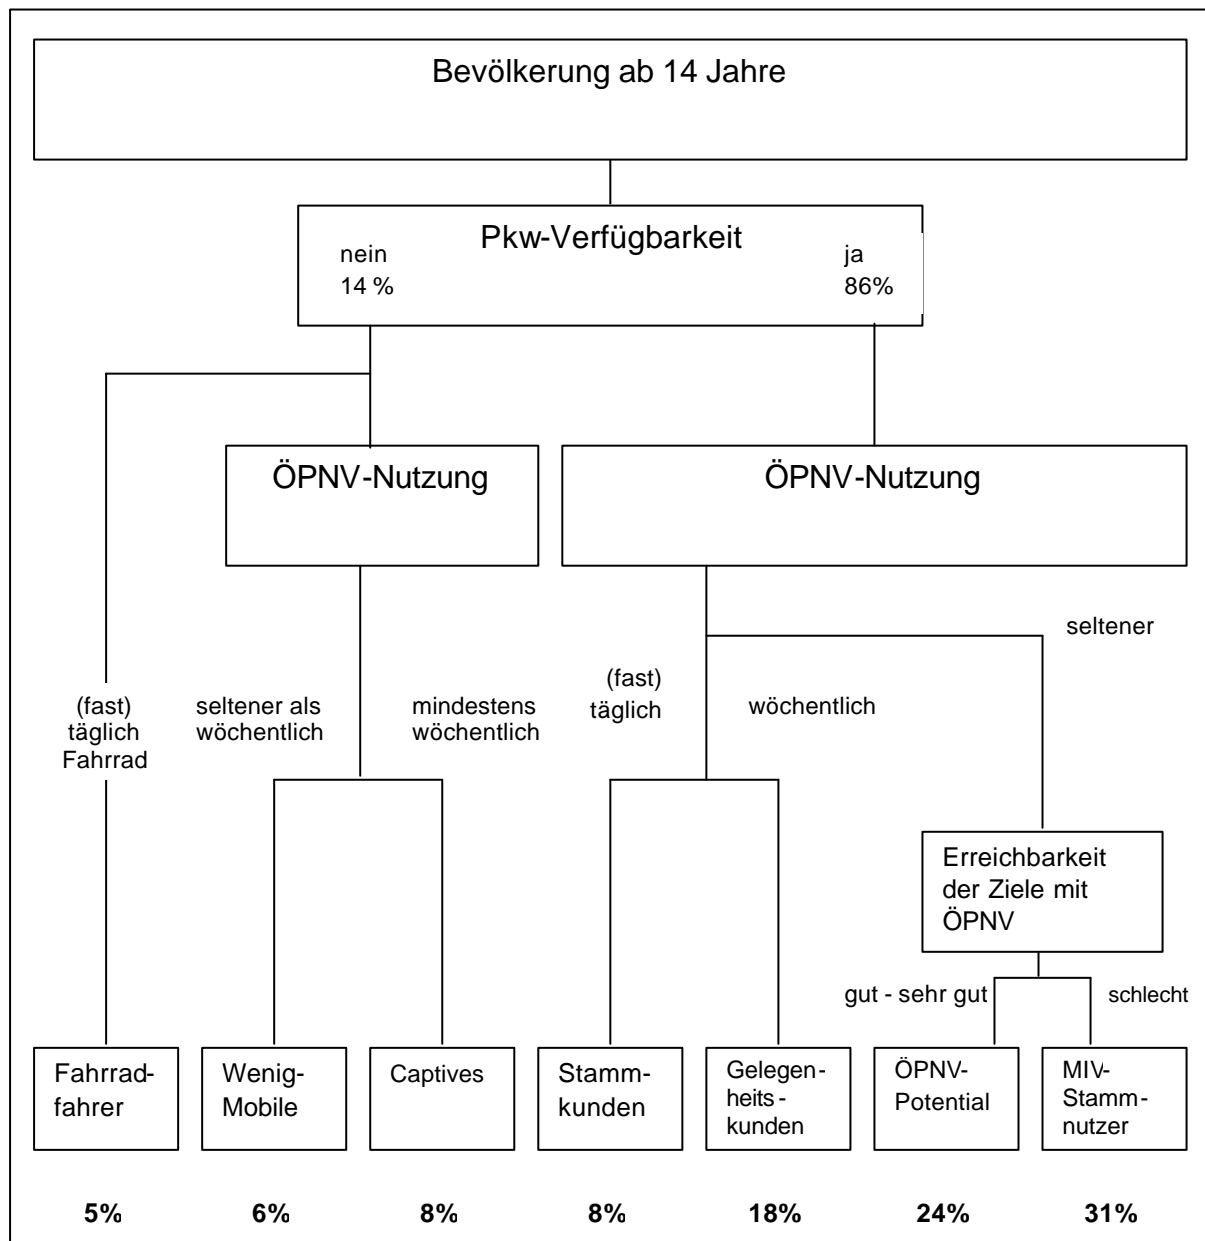 Bevölkerung ab 14 Jahre
Pkw-Verfügbarkeit
nein
14 %
ja
86%
ÖPNV-Nutzung
ÖPNV-Nutzung
seltener
(fast)
täglich
Fahrrad
seltener als
wöchentlich
mindestens
wöchentlich
(fast)
täglich
wöchentlich
Erreichbarkeit
der Ziele mit
ÖPNV
gut - sehr gut
schlecht
Fahrrad-
fahrer
Wenig-
Mobile
Captives
Stamm-
kunden
Gelegen-
heits-
kunden
ÖPNV-
Potential
MIV-
Stamm-
nutzer
5%
6%
8%
8%
18%
24%
31%